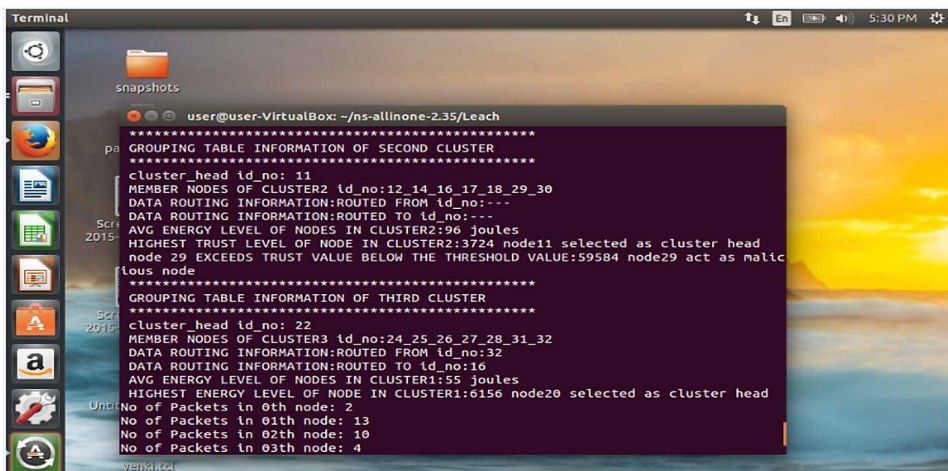 Terminal
En
5:30 PM
snapshots
user@user-VirtualBox: ~/ns-allinone-2.35/Leach
*************************************************
GROUPING TABLE INFORMATION OF SECOND CLUSTER
*************************************************
cluster_head id_no: 11
MEMBER NODES OF CLUSTER2 id_no:12_14_16_17_18_29_30
DATA ROUTING INFORMATION:ROUTED FROM id_no:---
DATA ROUTING INFORMATION:ROUTED TO id_no:---
AVG ENERGY LEVEL OF NODES IN CLUSTER2:96 joules
HIGHEST TRUST LEVEL OF NODE IN CLUSTER2:3724 node11 selected as cluster head
node 29 EXCEEDS TRUST VALUE BELOW THE THRESHOLD VALUE:59584 node29 act as malic
ious node
*************************************************
GROUPING TABLE INFORMATION OF THIRD CLUSTER
*************************************************
cluster_head id_no: 22
MEMBER NODES OF CLUSTER3 id_no:24_25_26_27_28_31_32
DATA ROUTING INFORMATION:ROUTED FROM id_no:32
DATA ROUTING INFORMATION:ROUTED TO id_no:16
AVG ENERGY LEVEL OF NODES IN CLUSTER1:55 joules
HIGHEST ENERGY LEVEL OF NODE IN CLUSTER1:6156 node20 selected as cluster head
No of Packets in 0th node: 2
No of Packets in 01th node: 13
No of Packets in 02th node: 10
No of Packets in 03th node: 4
pa
Scre
2015-
Scre
2015
Unti
venki.tcl